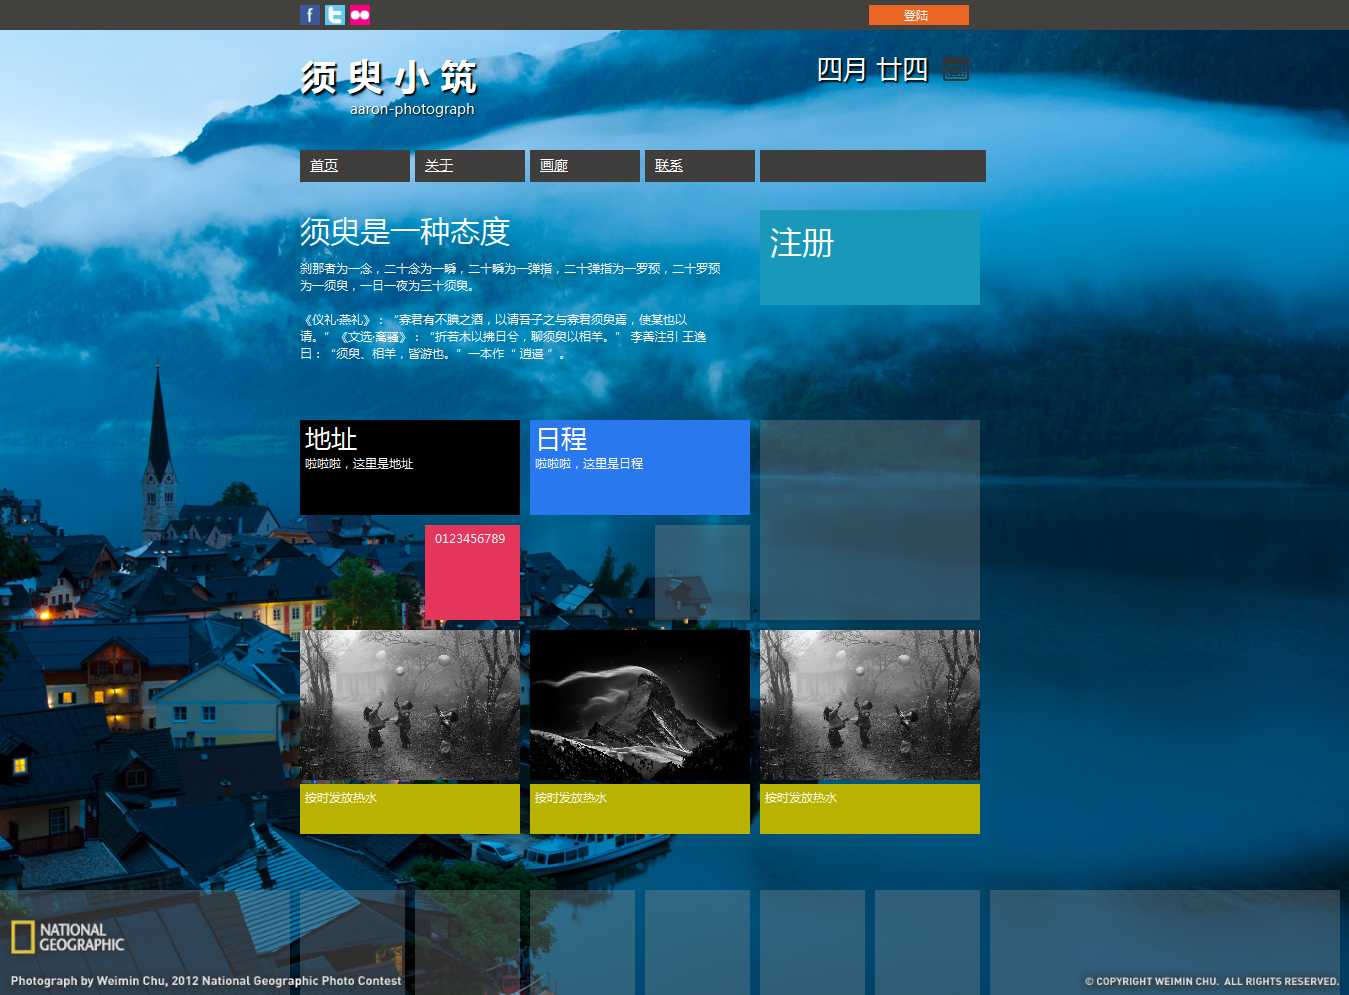 登陆
须臾小筑
aaron-photograph
四月 廿四
首页
关于
画廊
联系
须臾是一种态度
刹那者为一念，二十念为一瞬，二十瞬为一弹指，二十弹指为一罗预，二十罗预
为一须臾，一日一夜为三十须臾。
《仪礼·燕礼》：“寡君有不腆之酒，以请吾子之与寡君须臾焉，使某也以
请。”《文选·离骚》：“折若木以拂日兮，聊须臾以相羊。” 李善注引 王逸
曰：“须臾、相羊，皆游也。”一本作“ 逍遥 ”。
注册
地址
啦啦啦，这里是地址
日程
啦啦啦，这里是日程
0123456789
按时发放热水
按时发放热水
按时发放热水
NATIONAL
GEOGRAPHIC
Photograph by Weimin Chu, 2012 National Geographic Photo Contest
© COPYRIGHT WEIMIN CHU. ALL RIGHTS RESERVED.